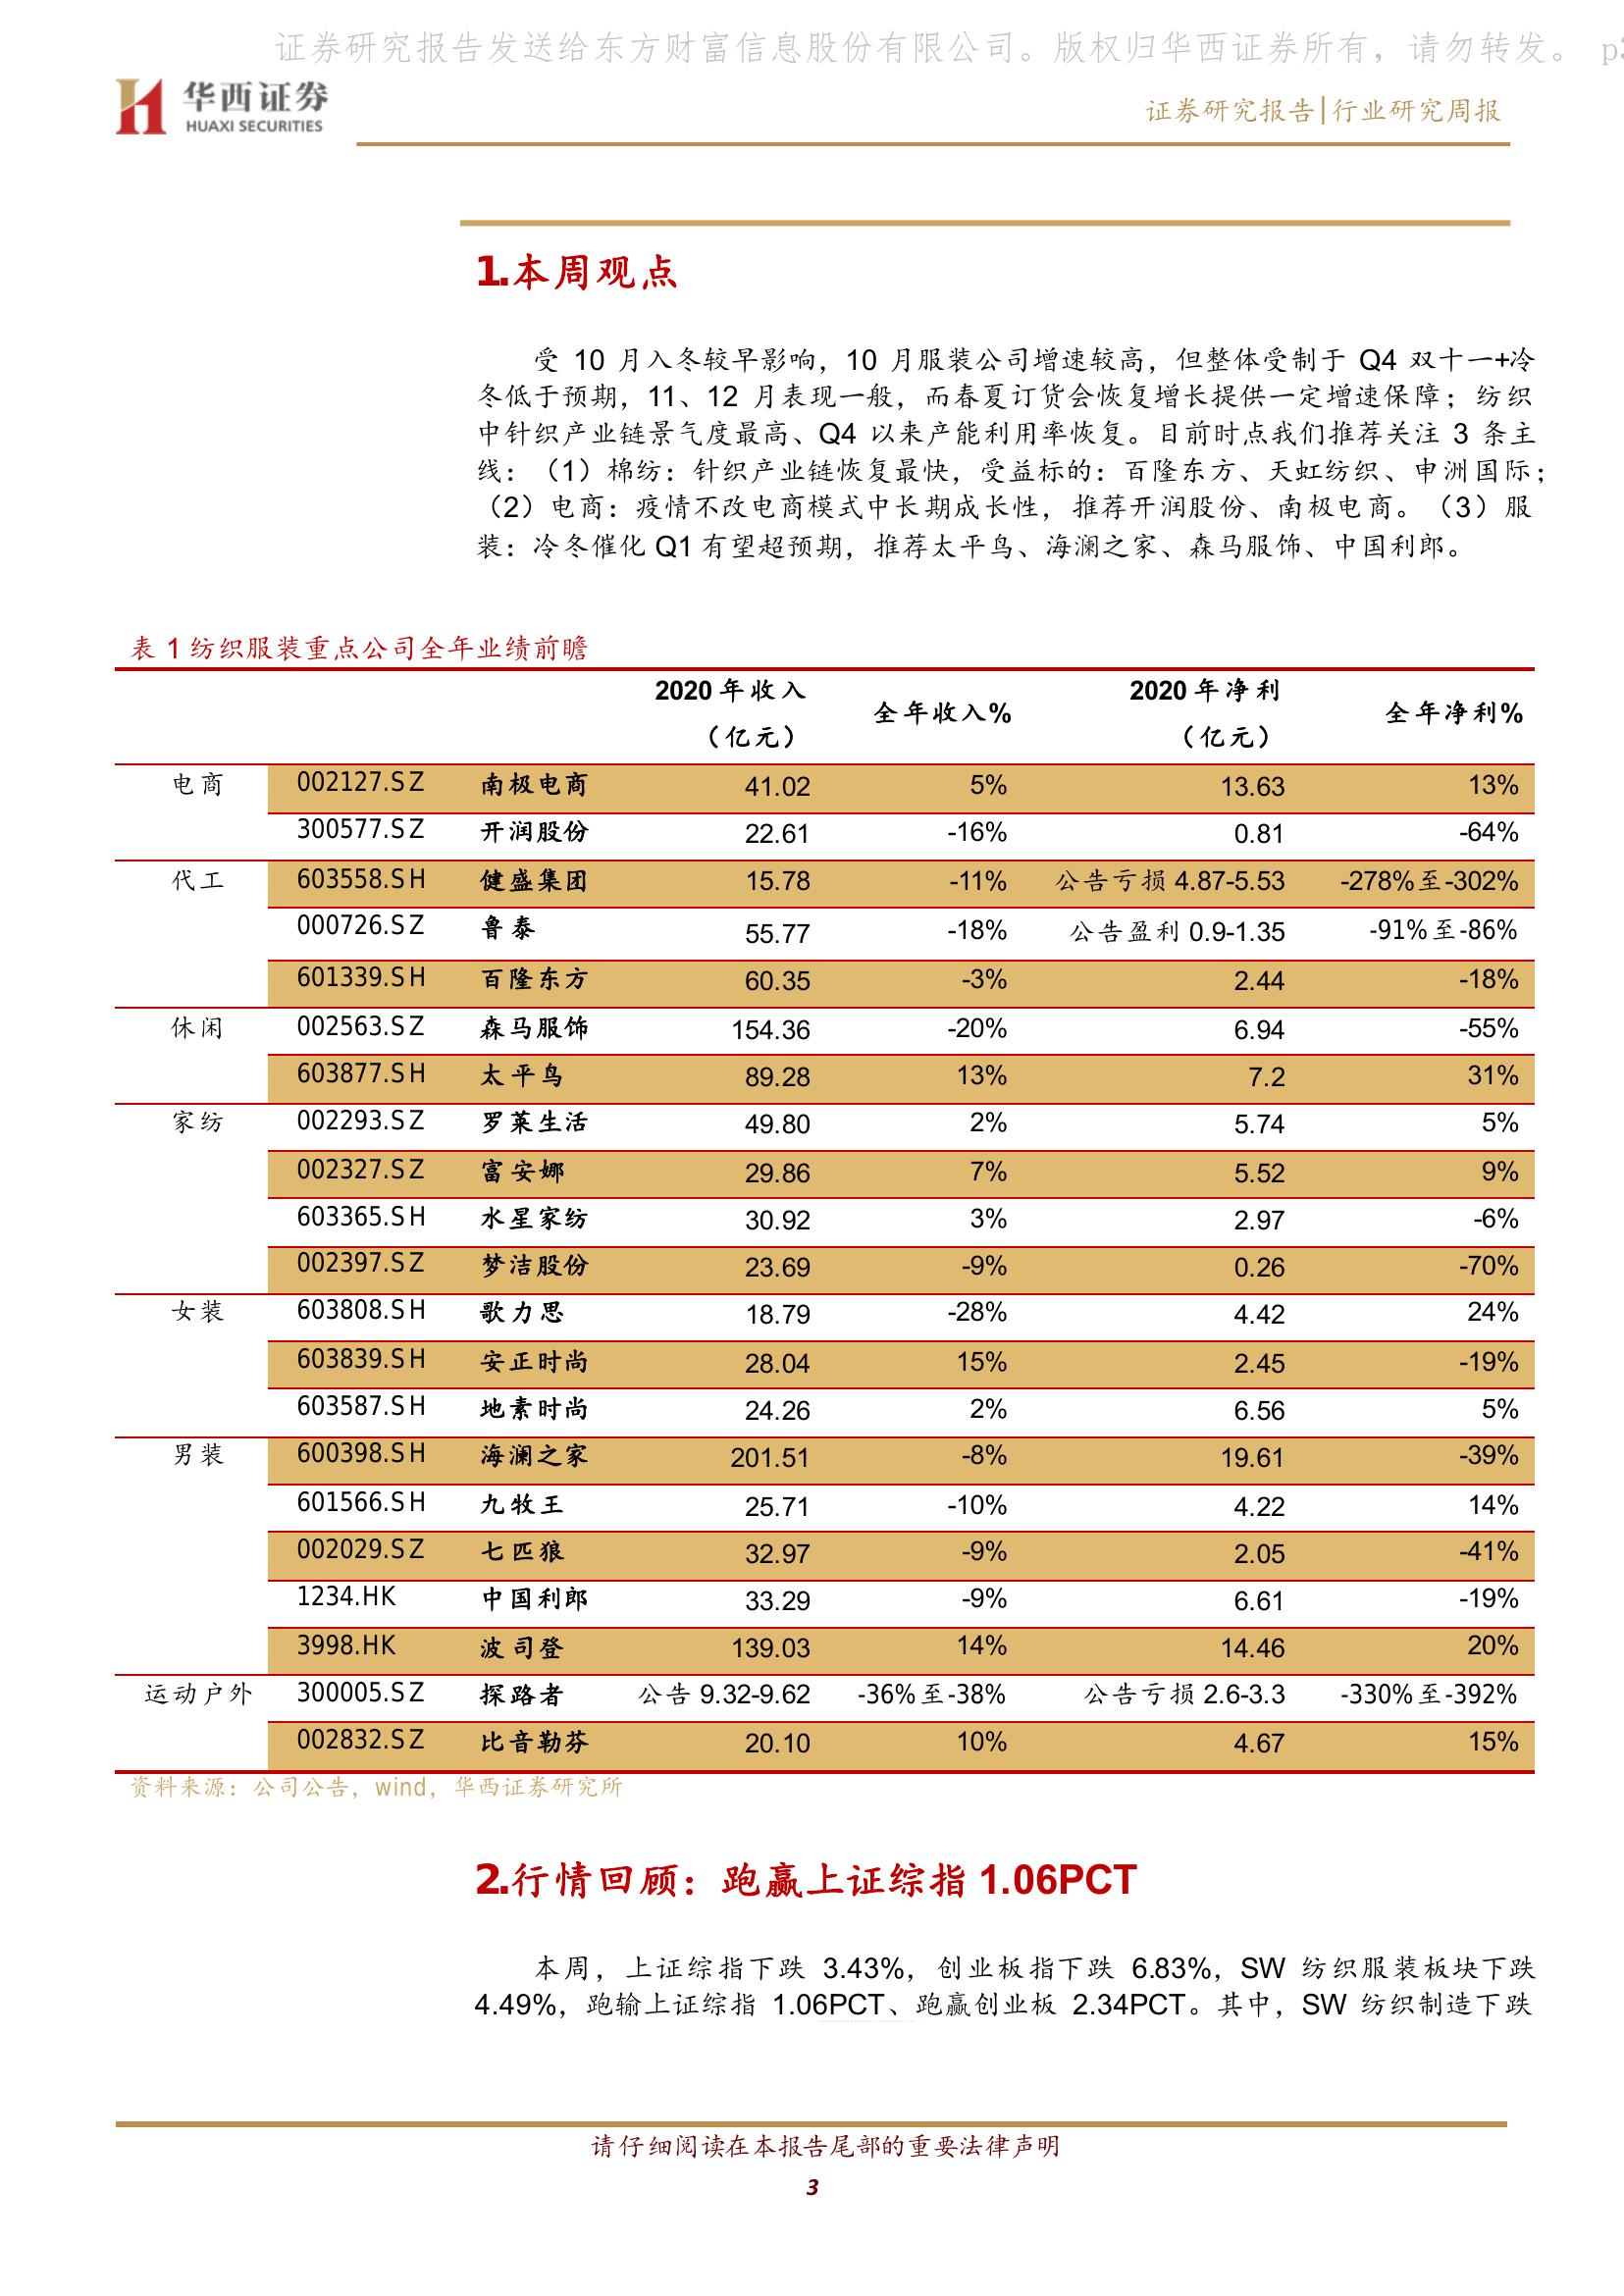 证券研究报告发送给东方财富信息股份有限公司。版权归华西证券所有，请勿转发。 p3
华西证券
HUAXI SECURITIES
证券研究报告|行业研究周报
1.本周观点
受 10 月入冬较早影响，10 月服装公司增速较高，但整体受制于 Q4 双十一+冷
冬低于预期，11、12 月表现一般，而春夏订货会恢复增长提供一定增速保障；纺织
中针织产业链景气度最高、Q4 以来产能利用率恢复。目前时点我们推荐关注 3 条主
线：（1）棉纺：针织产业链恢复最快，受益标的：百隆东方、天虹纺织、申洲国际；
（2）电商：疫情不改电商模式中长期成长性，推荐开润股份、南极电商。（3）服
装：冷冬催化 Q1 有望超预期，推荐太平鸟、海澜之家、森马服饰、中国利郎。
表 1 纺织服装重点公司全年业绩前瞻
2020 年收入（亿元） 全年收入% 2020 年净利（亿元） 全年净利%
电商 002127.SZ 南极电商 41.02 5% 13.63 13%
300577.SZ 开润股份 22.61 -16% 0.81 -64%
代工 603558.SH 健盛集团 15.78 -11% 公告亏损 4.87-5.53 -278%至-302%
000726.SZ 鲁泰 55.77 -18% 公告盈利 0.9-1.35 -91%至-86%
601339.SH 百隆东方 60.35 -3% 2.44 -18%
休闲 002563.SZ 森马服饰 154.36 -20% 6.94 -55%
603877.SH 太平鸟 89.28 13% 7.2 31%
家纺 002293.SZ 罗莱生活 49.80 2% 5.74 5%
002327.SZ 富安娜 29.86 7% 5.52 9%
603365.SH 水星家纺 30.92 3% 2.97 -6%
002397.SZ 梦洁股份 23.69 -9% 0.26 -70%
女装 603808.SH 歌力思 18.79 -28% 4.42 24%
603839.SH 安正时尚 28.04 15% 2.45 -19%
603587.SH 地素时尚 24.26 2% 6.56 5%
男装 600398.SH 海澜之家 201.51 -8% 19.61 -39%
601566.SH 九牧王 25.71 -10% 4.22 14%
002029.SZ 七匹狼 32.97 -9% 2.05 -41%
1234.HK 中国利郎 33.29 -9% 6.61 -19%
3998.HK 波司登 139.03 14% 14.46 20%
运动户外 300005.SZ 探路者 公告 9.32-9.62 -36%至-38% 公告亏损 2.6-3.3 -330%至-392%
002832.SZ 比音勒芬 20.10 10% 4.67 15%
资料来源：公司公告，wind，华西证券研究所
2.行情回顾：跑赢上证综指 1.06PCT
本周，上证综指下跌 3.43%，创业板指下跌 6.83%，SW 纺织服装板块下跌
4.49%，跑输上证综指 1.06PCT、跑赢创业板 2.34PCT。其中，SW 纺织制造下跌
请仔细阅读在本报告尾部的重要法律声明
3